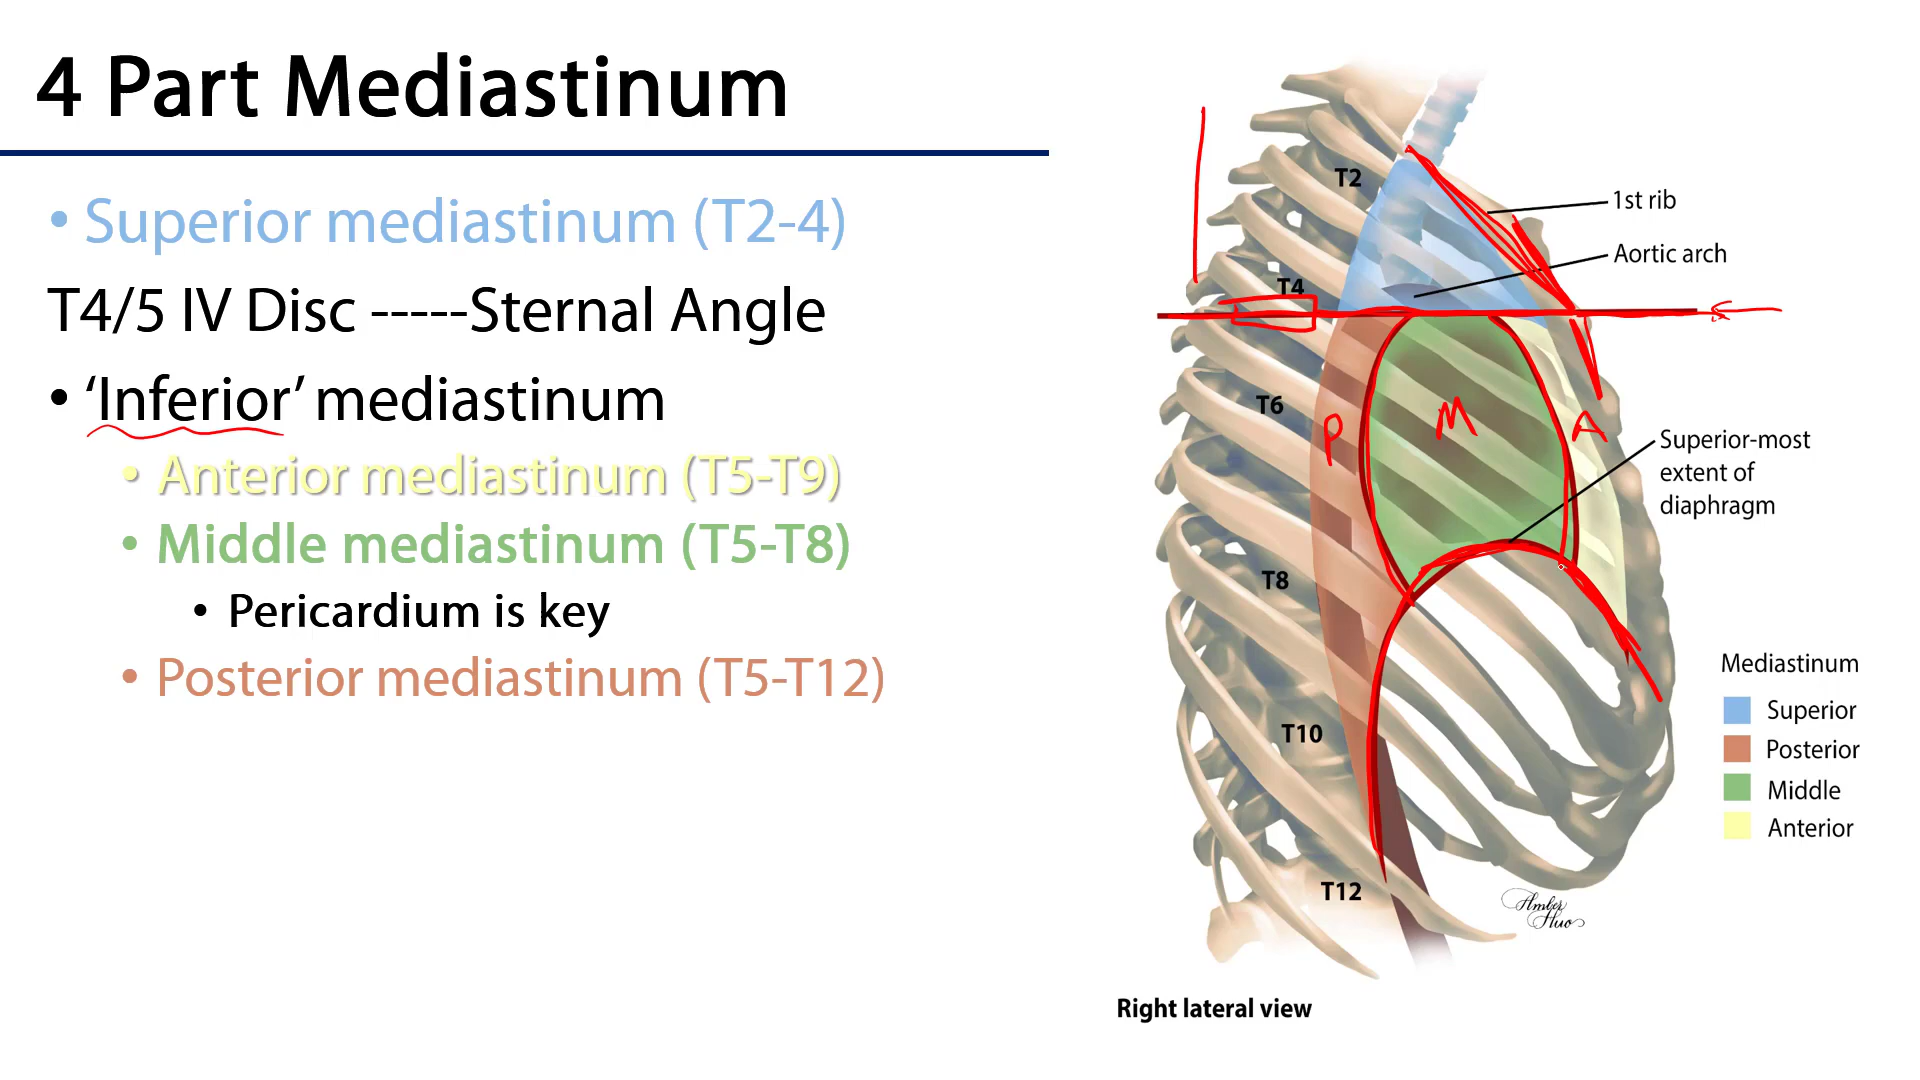 4 Part Mediastinum
• Superior mediastinum (T2-4)
T4/5 IV Disc -----Sternal Angle
• ‘Inferior’ mediastinum
• Anterior mediastinum (T5-T9)
• Middle mediastinum (T5-T8)
• Pericardium is key
• Posterior mediastinum (T5-T12)
T2
1st rib
Aortic arch
T4
T6
P
M
A
Superior-most
extent of
diaphragm
T8
T10
T12
Mediastinum
Superior
Posterior
Middle
Anterior
Amber
Huo
Right lateral view